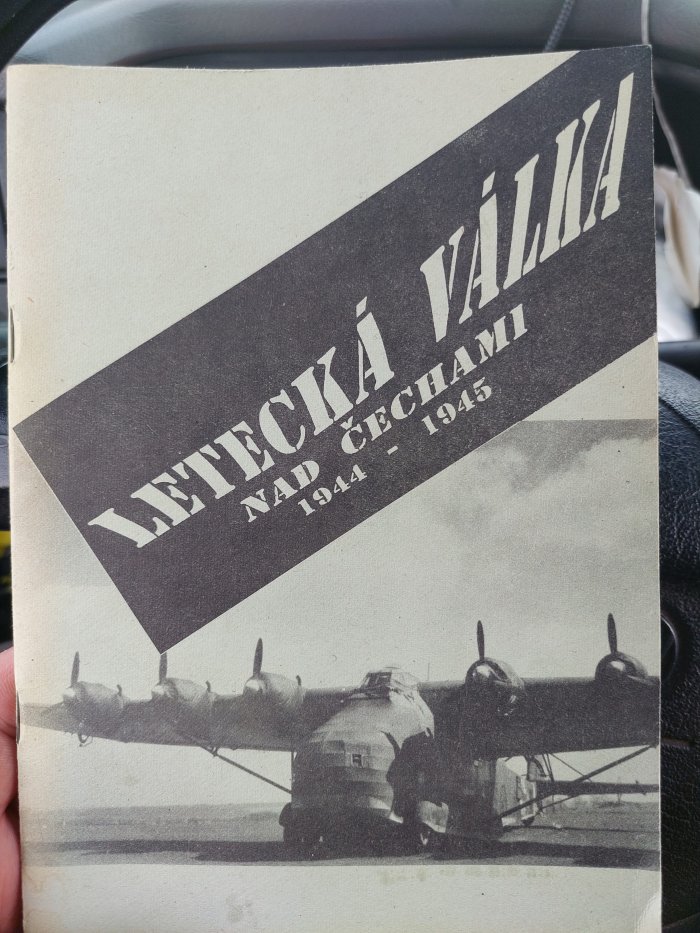 LETECKÁ VÁLKA
NAD ČECHAMI
1944 - 1945